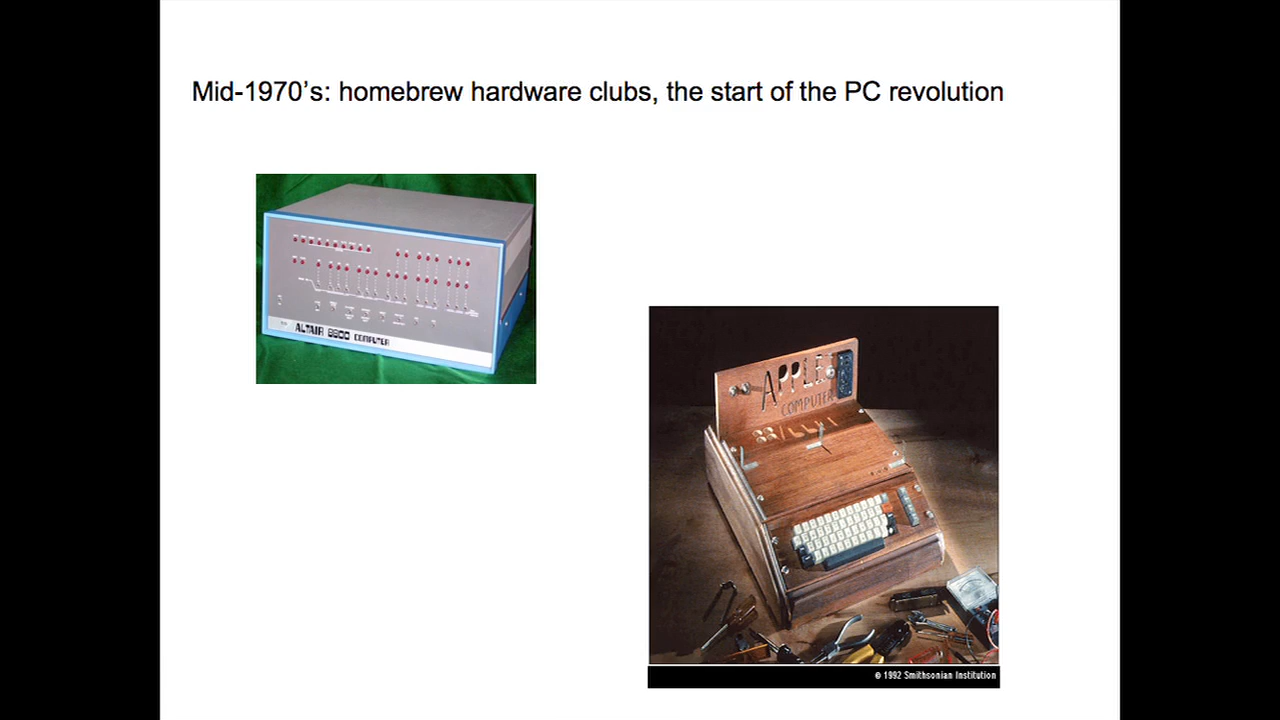 Mid-1970’s: homebrew hardware clubs, the start of the PC revolution
ALTAIR 8800 COMPUTER
APPLE
COMPUTER
© 1992 Smithsonian Institution